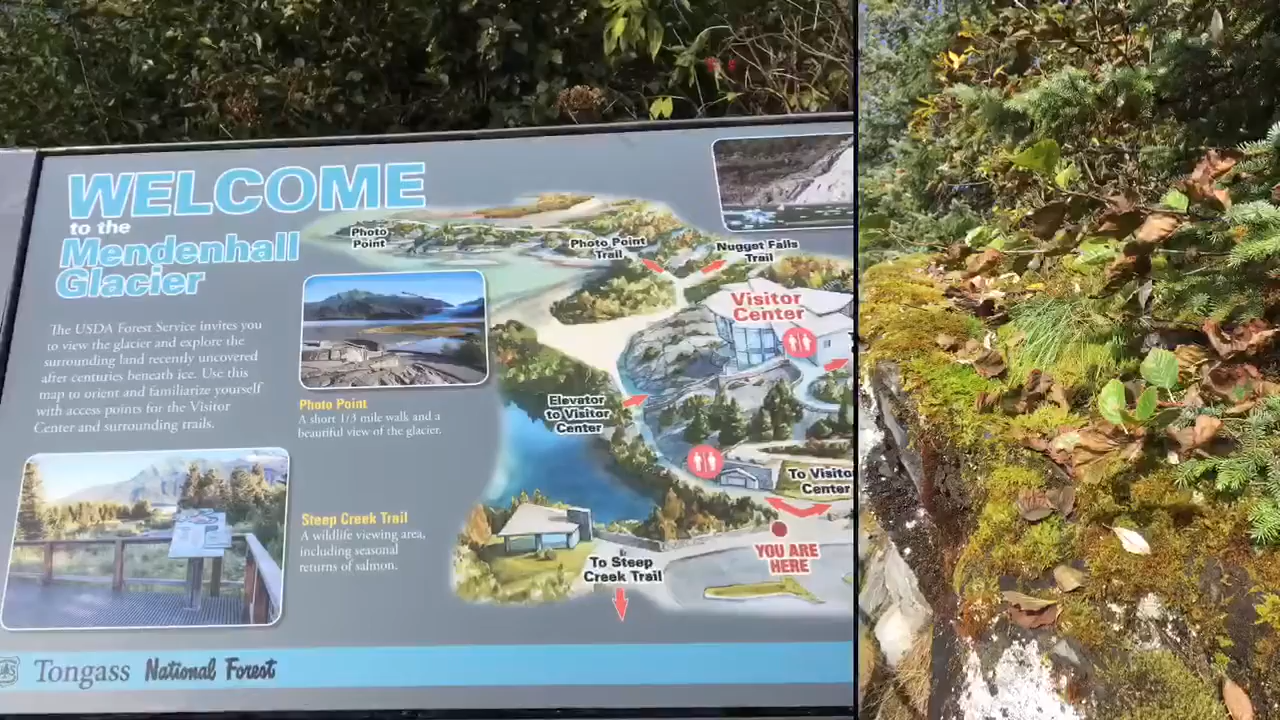 WELCOME
to the
Mendenhall
Glacier
The USDA Forest Service invites you
to view the glacier and explore the
surrounding land recently uncovered
after centuries beneath ice. Use this
map to orient and familiarize yourself
with access points for the Visitor
Center and surrounding trails.
Photo Point
A short 1/3 mile walk and a
beautiful view of the glacier.
Steep Creek Trail
A wildlife viewing area,
including seasonal
returns of salmon.
Photo
Point
Photo Point
Trail
Nugget Falls
Trail
Visitor
Center
Elevator
to Visitor
Center
To Visitor
Center
YOU ARE
HERE
To Steep
Creek Trail
Tongass National Forest